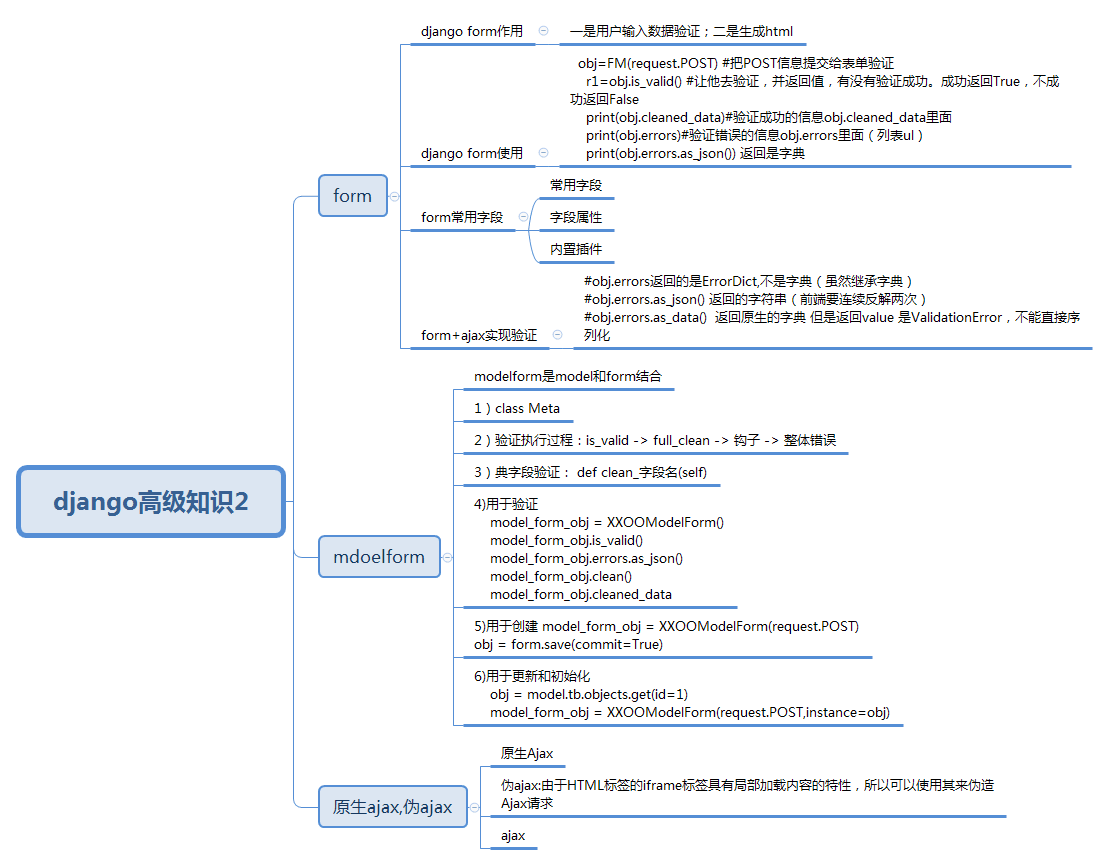 django高级知识2
form
django form作用
一是用户输入数据验证；二是生成html
django form使用
obj=FM(request.POST) #把POST信息提交给表单验证
r1=obj.is_valid() #让他去验证，并返回值，有没有验证成功。成功返回True，不成
功返回False
print(obj.cleaned_data)#验证成功的信息obj.cleaned_data里面
print(obj.errors)#验证错误的信息obj.errors里面（列表ul）
print(obj.errors.as_json()) 返回是字典
form常用字段
常用字段
字段属性
内置插件
form+ajax实现验证
#obj.errors返回的是ErrorDict,不是字典（虽然继承字典）
#obj.errors.as_json() 返回的字符串（前端要连续反解两次）
#obj.errors.as_data()  返回原生的字典 但是返回value 是ValidationError，不能直接序
列化
mdoelform
modelform是model和form结合
1）class Meta
2）验证执行过程：is_valid -> full_clean -> 钩子 -> 整体错误
3）典字段验证： def clean_字段名(self)
4)用于验证
model_form_obj = XXOOModelForm()
model_form_obj.is_valid()
model_form_obj.errors.as_json()
model_form_obj.clean()
model_form_obj.cleaned_data
5)用于创建 model_form_obj = XXOOModelForm(request.POST)
obj = form.save(commit=True)
6)用于更新和初始化
obj = model.tb.objects.get(id=1)
model_form_obj = XXOOModelForm(request.POST,instance=obj)
原生ajax,伪ajax
原生Ajax
伪ajax:由于HTML标签的iframe标签具有局部加载内容的特性，所以可以使用其来伪造
Ajax请求
ajax